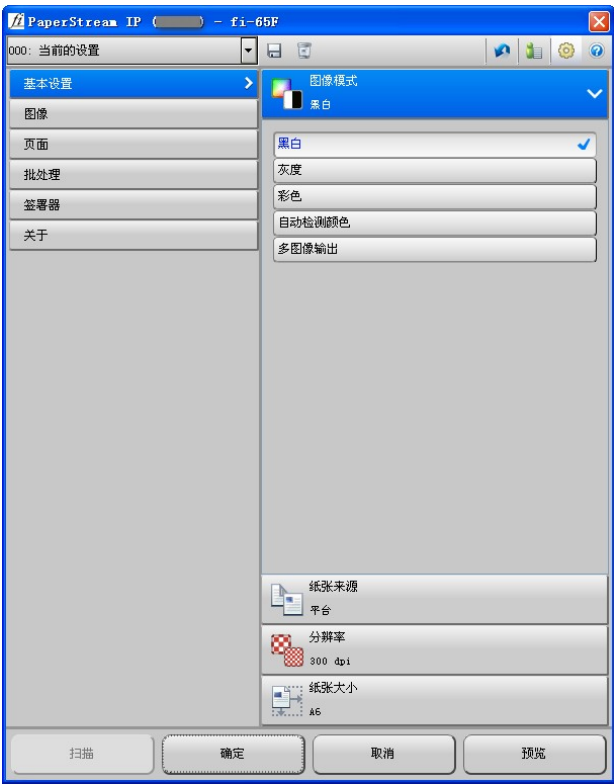 PaperStream IP ( ) - fi-65F
000: 当前的设置
基本设置
图像
页面
批处理
签署器
关于
图像模式
黑白
黑白
灰度
彩色
自动检测颜色
多图像输出
纸张来源
平台
分辨率
300 dpi
纸张大小
A6
扫描
确定
取消
预览